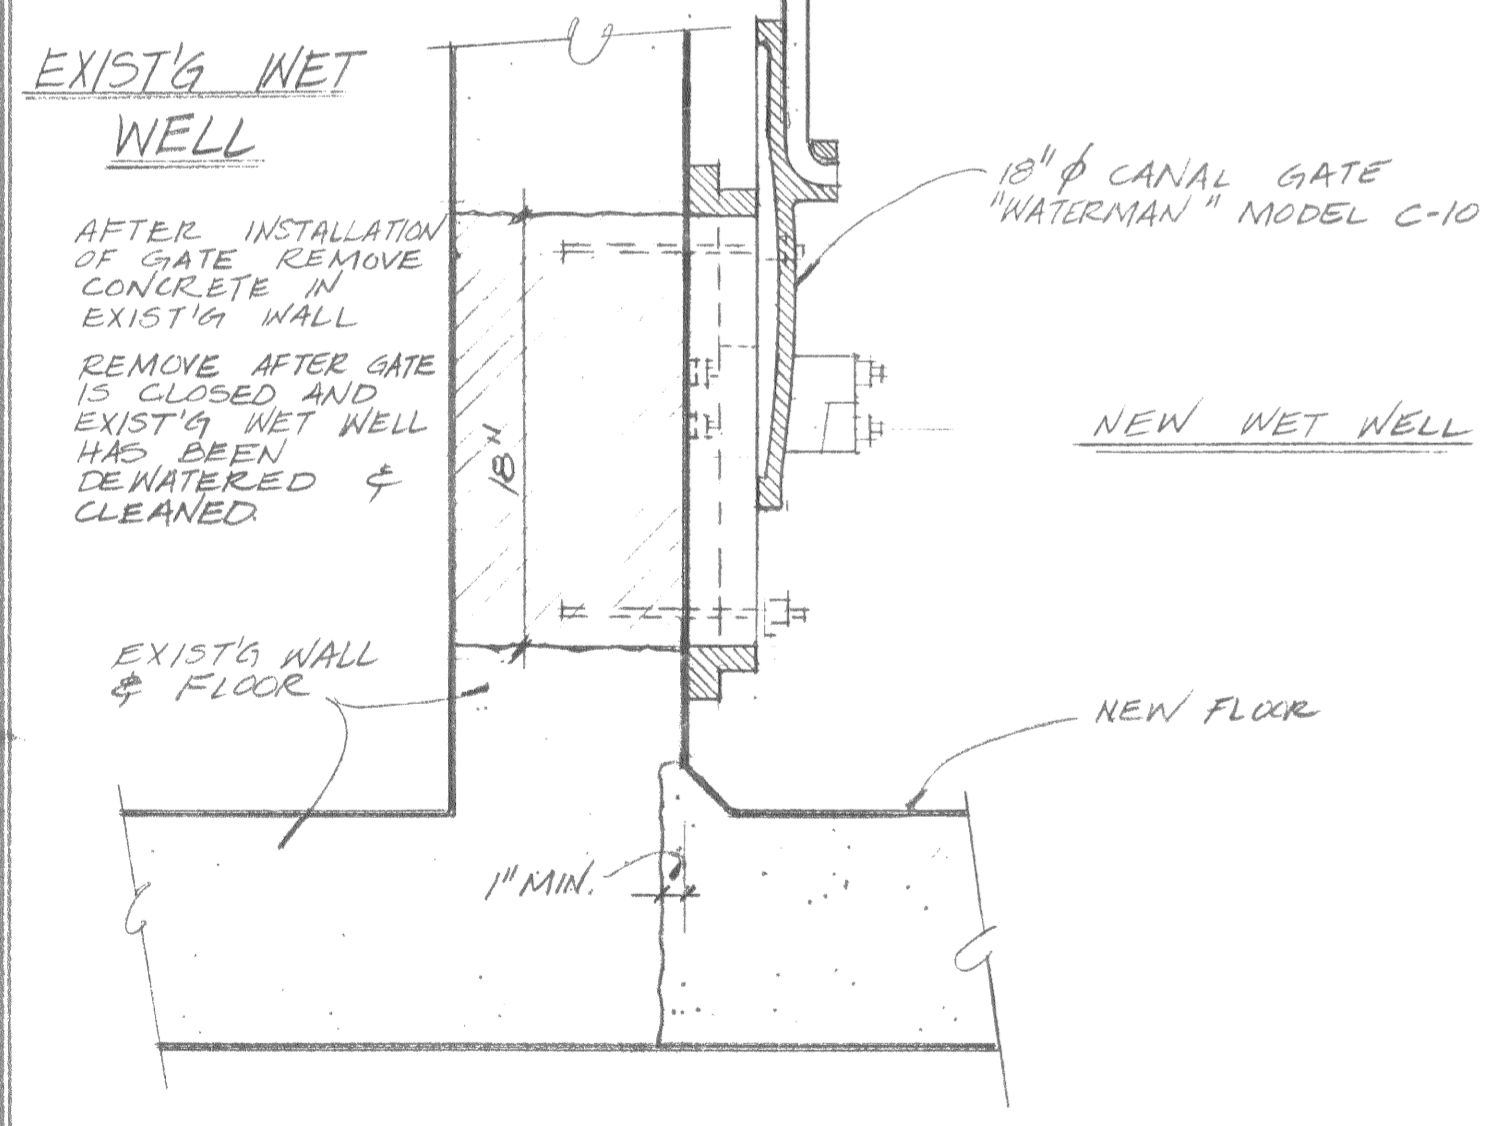 EXIST'G WET
WELL
AFTER INSTALLATION
OF GATE REMOVE
CONCRETE IN
EXIST'G WALL
REMOVE AFTER GATE
IS CLOSED AND
EXIST'G WET WELL
HAS BEEN
DEWATERED &
CLEANED.
18"
18" ϕ CANAL GATE
"WATERMAN" MODEL C-10
NEW WET WELL
EXIST'G WALL
& FLOOR
NEW FLOOR
1" MIN.